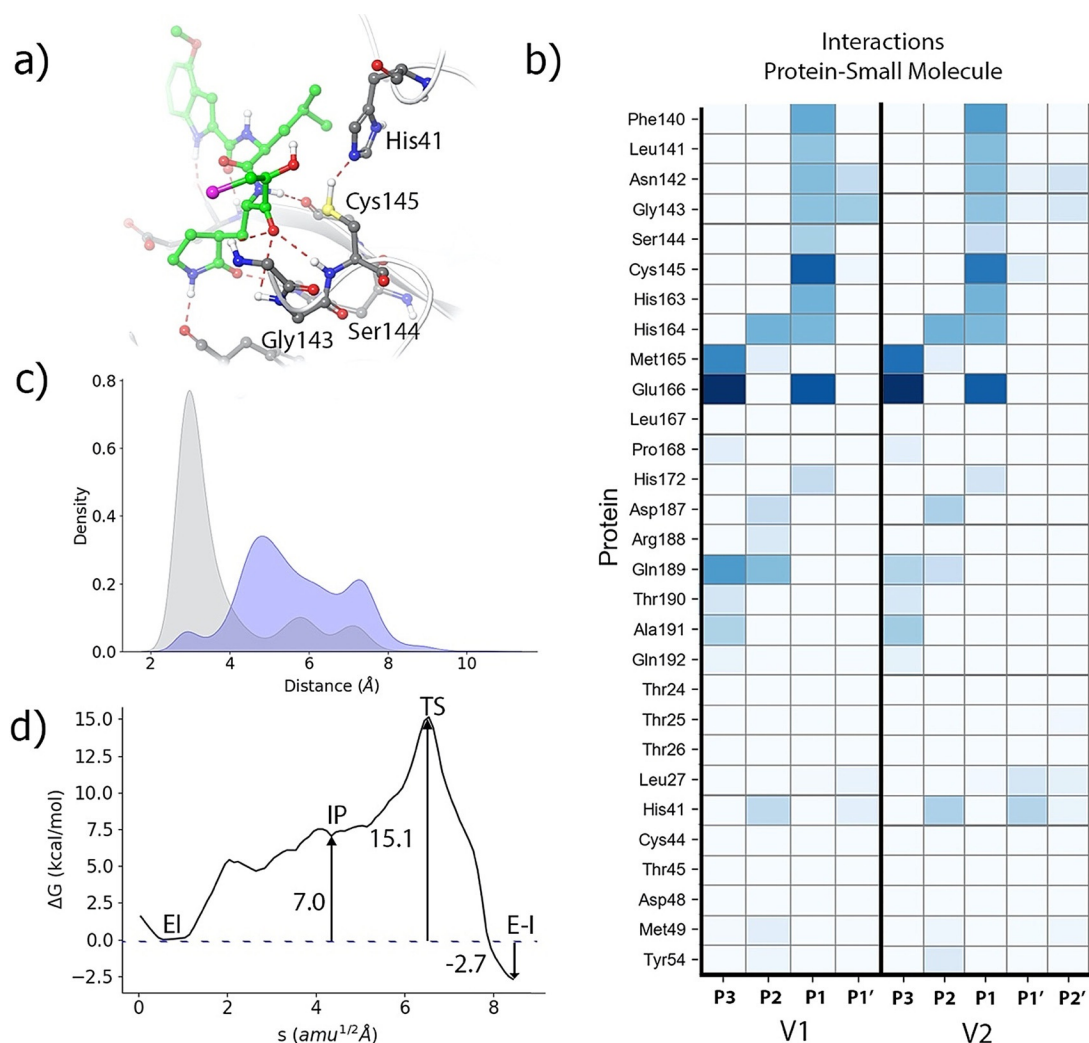 a)
His41
Cys145
Gly143
Ser144
b)
Interactions
Protein-Small Molecule
Protein
Phe140
Leu141
Asn142
Gly143
Ser144
Cys145
His163
His164
Met165
Glu166
Leu167
Pro168
His172
Asp187
Arg188
Gln189
Thr190
Ala191
Gln192
Thr24
Thr25
Thr26
Leu27
His41
Cys44
Thr45
Asp48
Met49
Tyr54
P3 P2 P1 P1' P3 P2 P1 P1' P2'
V1 V2
c)
Density
0.8
0.6
0.4
0.2
0.0
2 4 6 8 10
Distance (Å)
d)
ΔG (kcal/mol)
15.0
12.5
10.0
7.5
5.0
2.5
0.0
−2.5
TS
IP
15.1
7.0
EI
E-I
-2.7
0 2 4 6 8
s (amu^1/2 Å)